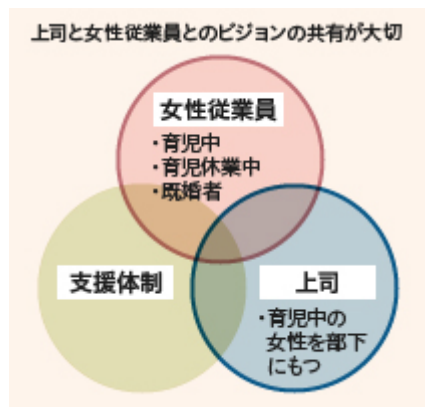 上司と女性従業員とのビジョンの共有が大切
女性従業員
・育児中
・育児休業中
・既婚者
支援体制
上司
・育児中の
女性を部下
にもつ